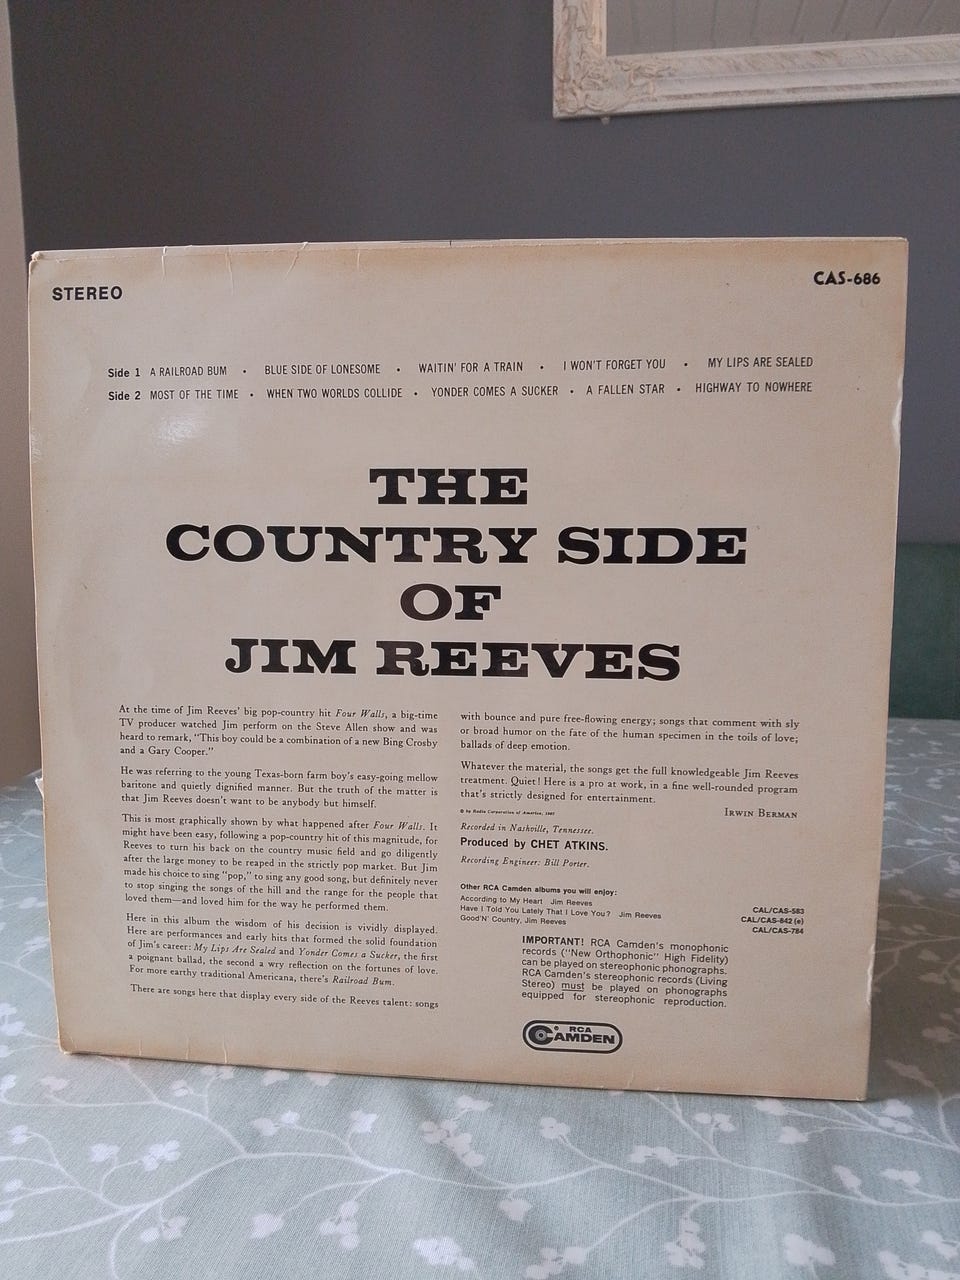 STEREO
CAS-686
Side 1 A RAILROAD BUM • BLUE SIDE OF LONESOME • WAITIN' FOR A TRAIN • I WON'T FORGET YOU • MY LIPS ARE SEALED
Side 2 MOST OF THE TIME • WHEN TWO WORLDS COLLIDE • YONDER COMES A SUCKER • A FALLEN STAR • HIGHWAY TO NOWHERE
THE
COUNTRY SIDE
OF
JIM REEVES
At the time of Jim Reeves' big pop-country hit Four Walls, a big-time
TV producer watched Jim perform on the Steve Allen show and was
heard to remark, "This boy could be a combination of a new Bing Crosby
and a Gary Cooper."
He was referring to the young Texas-born farm boy's easy-going mellow
baritone and quietly dignified manner. But the truth of the matter is
that Jim Reeves doesn't want to be anybody but himself.
This is most graphically shown by what happened after Four Walls. It
might have been easy, following a pop-country hit of this magnitude, for
Reeves to turn his back on the country music field and go diligently
after the large money to be reaped in the strictly pop market. But Jim
made his choice to sing "pop," to sing any good song, but definitely never
to stop singing the songs of the hill and the range for the people that
loved them—and loved him for the way he performed them.
Here in this album the wisdom of his decision is vividly displayed.
Here are performances and early hits that formed the solid foundation
of Jim's career: My Lips Are Sealed and Yonder Comes a Sucker, the first
a poignant ballad, the second a wry reflection on the fortunes of love.
For more earthy traditional Americana, there's Railroad Bum.
There are songs here that display every side of the Reeves talent: songs
with bounce and pure free-flowing energy; songs that comment with sly
or broad humor on the fate of the human specimen in the toils of love;
ballads of deep emotion.
Whatever the material, the songs get the full knowledgeable Jim Reeves
treatment. Quiet! Here is a pro at work, in a fine well-rounded program
that's strictly designed for entertainment.
IRWIN BERMAN
© by Radio Corporation of America, 1962
Recorded in Nashville, Tennessee.
Produced by CHET ATKINS.
Recording Engineer: Bill Porter.
Other RCA Camden albums you will enjoy:
According to My Heart Jim Reeves CAL/CAS-583
Have I Told You Lately That I Love You? Jim Reeves CAL/CAS-842 (e)
Good'N' Country, Jim Reeves CAL/CAS-784
IMPORTANT! RCA Camden's monophonic
records ("New Orthophonic" High Fidelity)
can be played on stereophonic phonographs.
RCA Camden's stereophonic records (Living
Stereo) must be played on phonographs
equipped for stereophonic reproduction.
RCA
CAMDEN